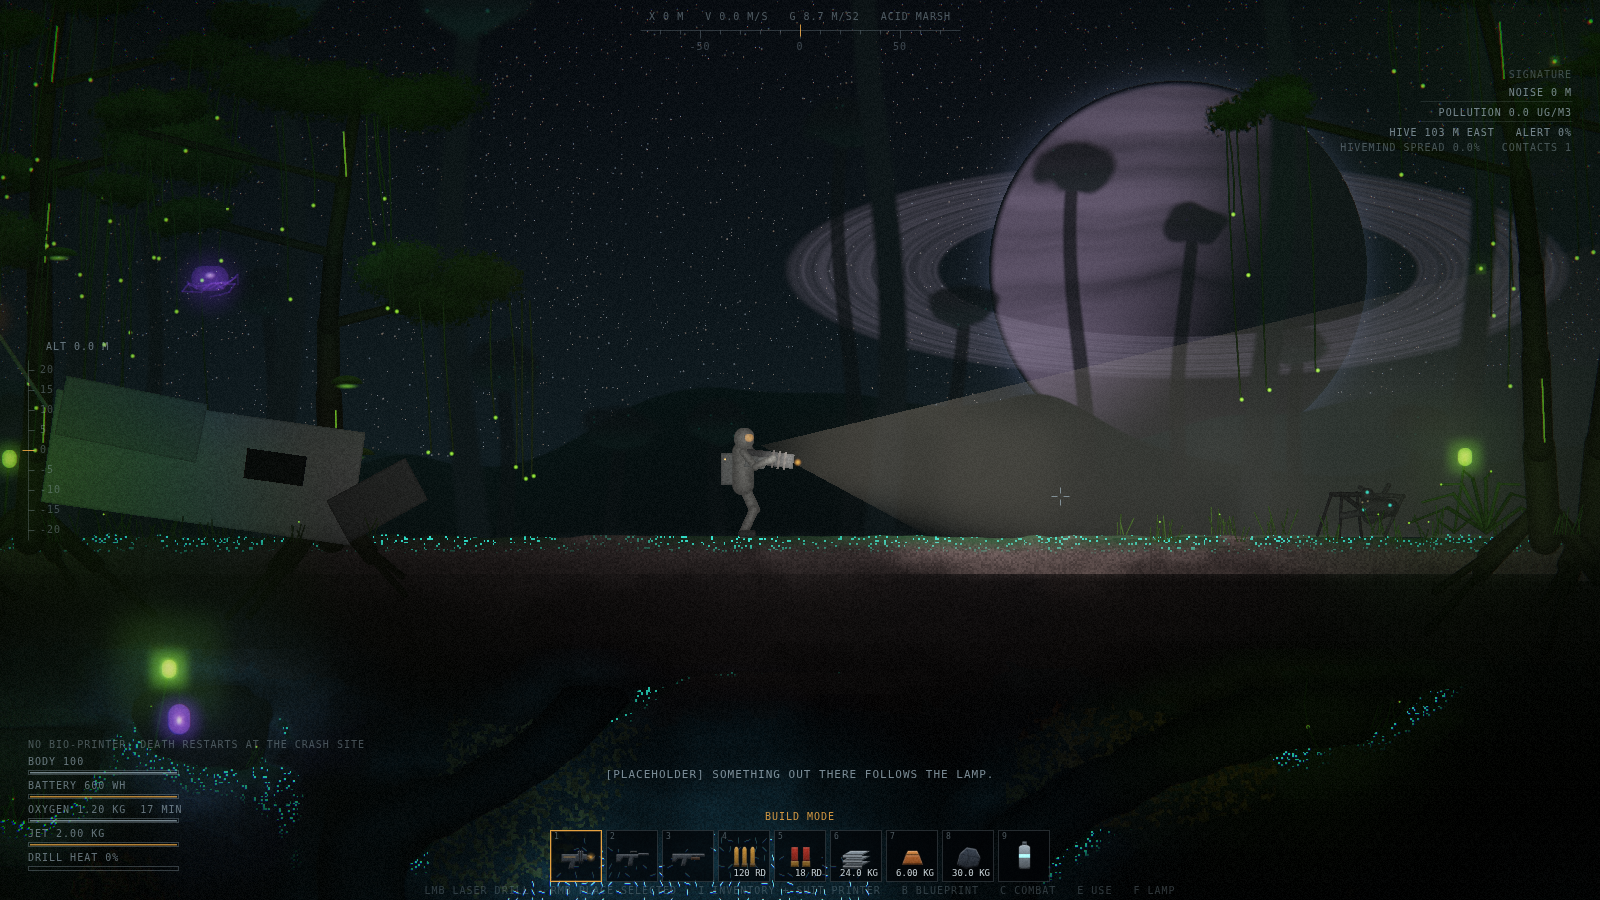 X 0 M V 0.0 M/S G 8.7 M/S2 ACID MARSH
-50 0 50
SIGNATURE
NOISE 0 M
POLLUTION 0.0 UG/M3
HIVE 103 M EAST ALERT 0%
HIVEMIND SPREAD 0.0% CONTACTS 1
ALT 0.0 M
20
15
10
5
0
-5
-10
-15
-20
NO BIO-PRINTER, DEATH RESTARTS AT THE CRASH SITE
BODY 100
BATTERY 600 WH
OXYGEN 1.20 KG 17 MIN
JET 2.00 KG
DRILL HEAT 0%
[PLACEHOLDER] SOMETHING OUT THERE FOLLOWS THE LAMP.
BUILD MODE
1 2 3 4 5 6 7 8 9
120 RD 18 RD 24.0 KG 6.00 KG 30.0 KG
LMB LASER PRINTER B BLUEPRINT C COMBAT E USE F LAMP